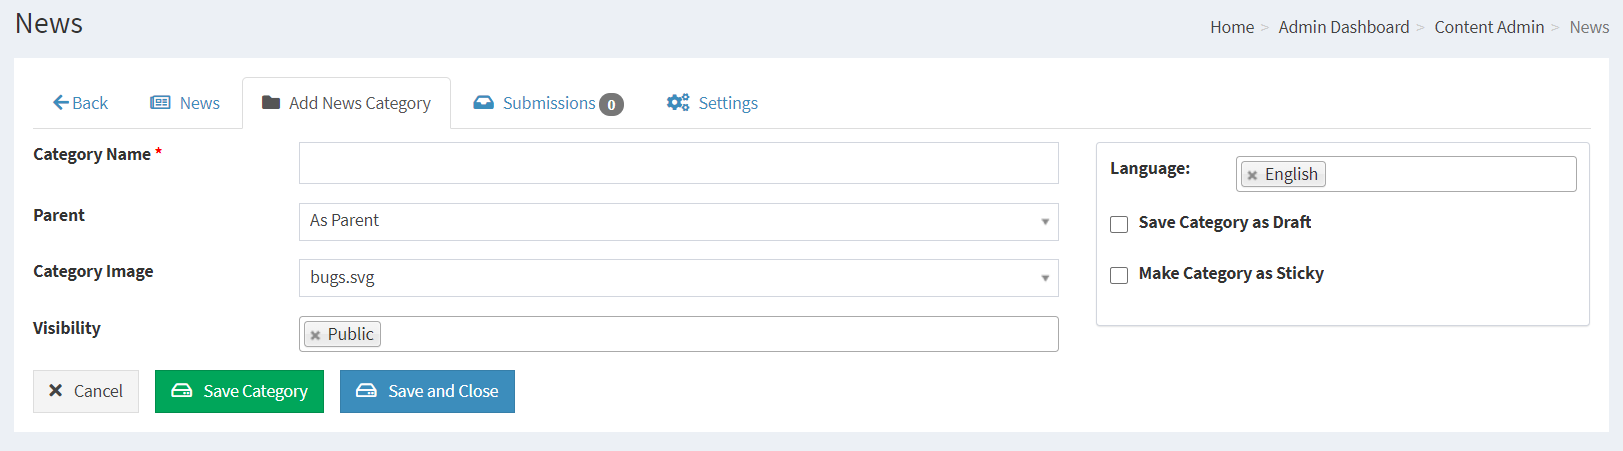 News
Home > Admin Dashboard > Content Admin > News
Back News Add News Category Submissions 0 Settings
Category Name *
Parent As Parent
Category Image bugs.svg
Visibility × Public
Language: × English
Save Category as Draft
Make Category as Sticky
Cancel Save Category Save and Close